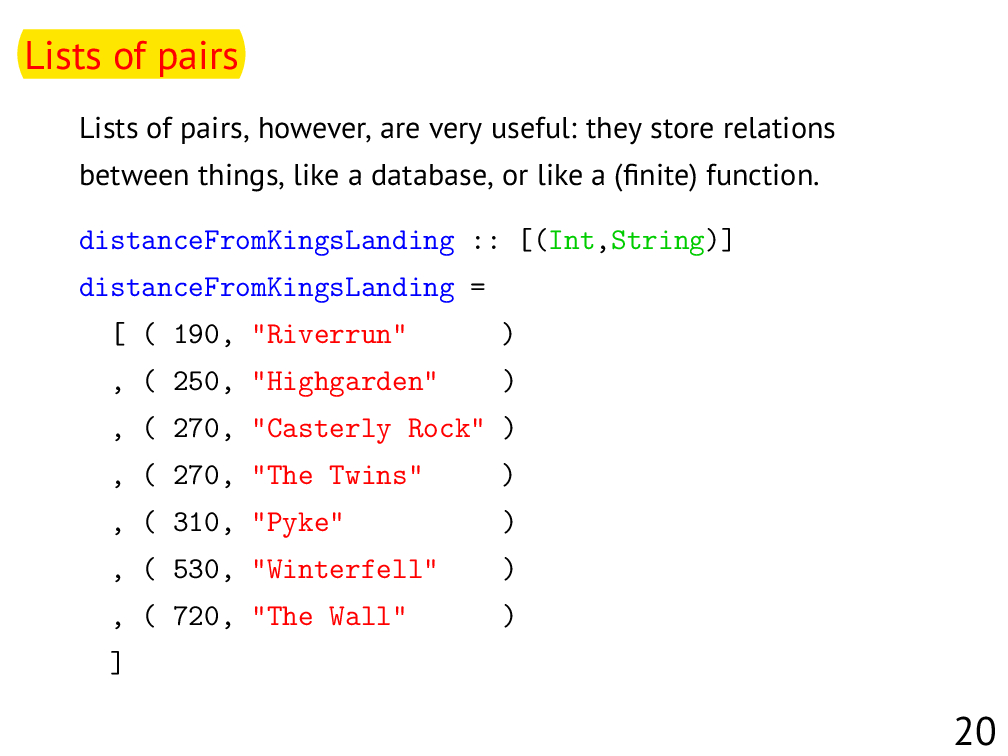 Lists of pairs
Lists of pairs, however, are very useful: they store relations
between things, like a database, or like a (finite) function.
distanceFromKingsLanding :: [(Int,String)]
distanceFromKingsLanding =
  [ ( 190, "Riverrun"      )
  , ( 250, "Highgarden"    )
  , ( 270, "Casterly Rock" )
  , ( 270, "The Twins"     )
  , ( 310, "Pyke"          )
  , ( 530, "Winterfell"    )
  , ( 720, "The Wall"      )
  ]
20